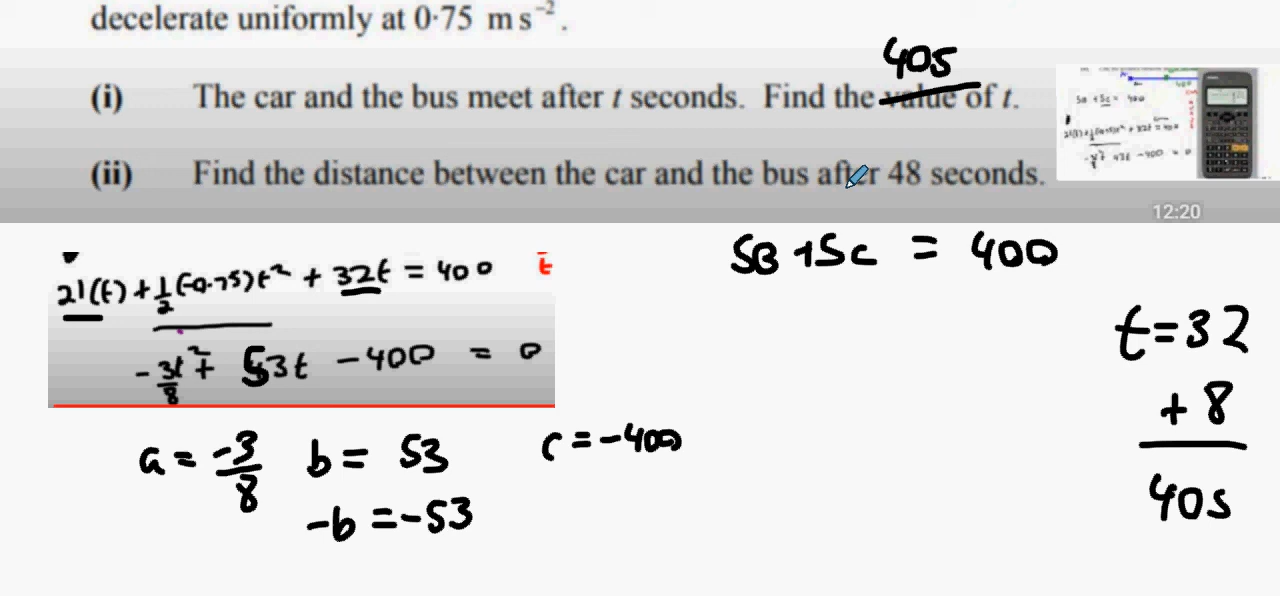 decelerate uniformly at 0·75 m s⁻².
40s
(i) The car and the bus meet after t seconds. Find the value of t.
(ii) Find the distance between the car and the bus after 48 seconds.
12:20
SB + Sc = 400
21(t) + 1/2(-0.75)t² + 32t = 400
t
-3t²/8 + 53t - 400 = 0
t = 32
+ 8
40s
a = -3/8 b = 53 c = -400
-b = -53